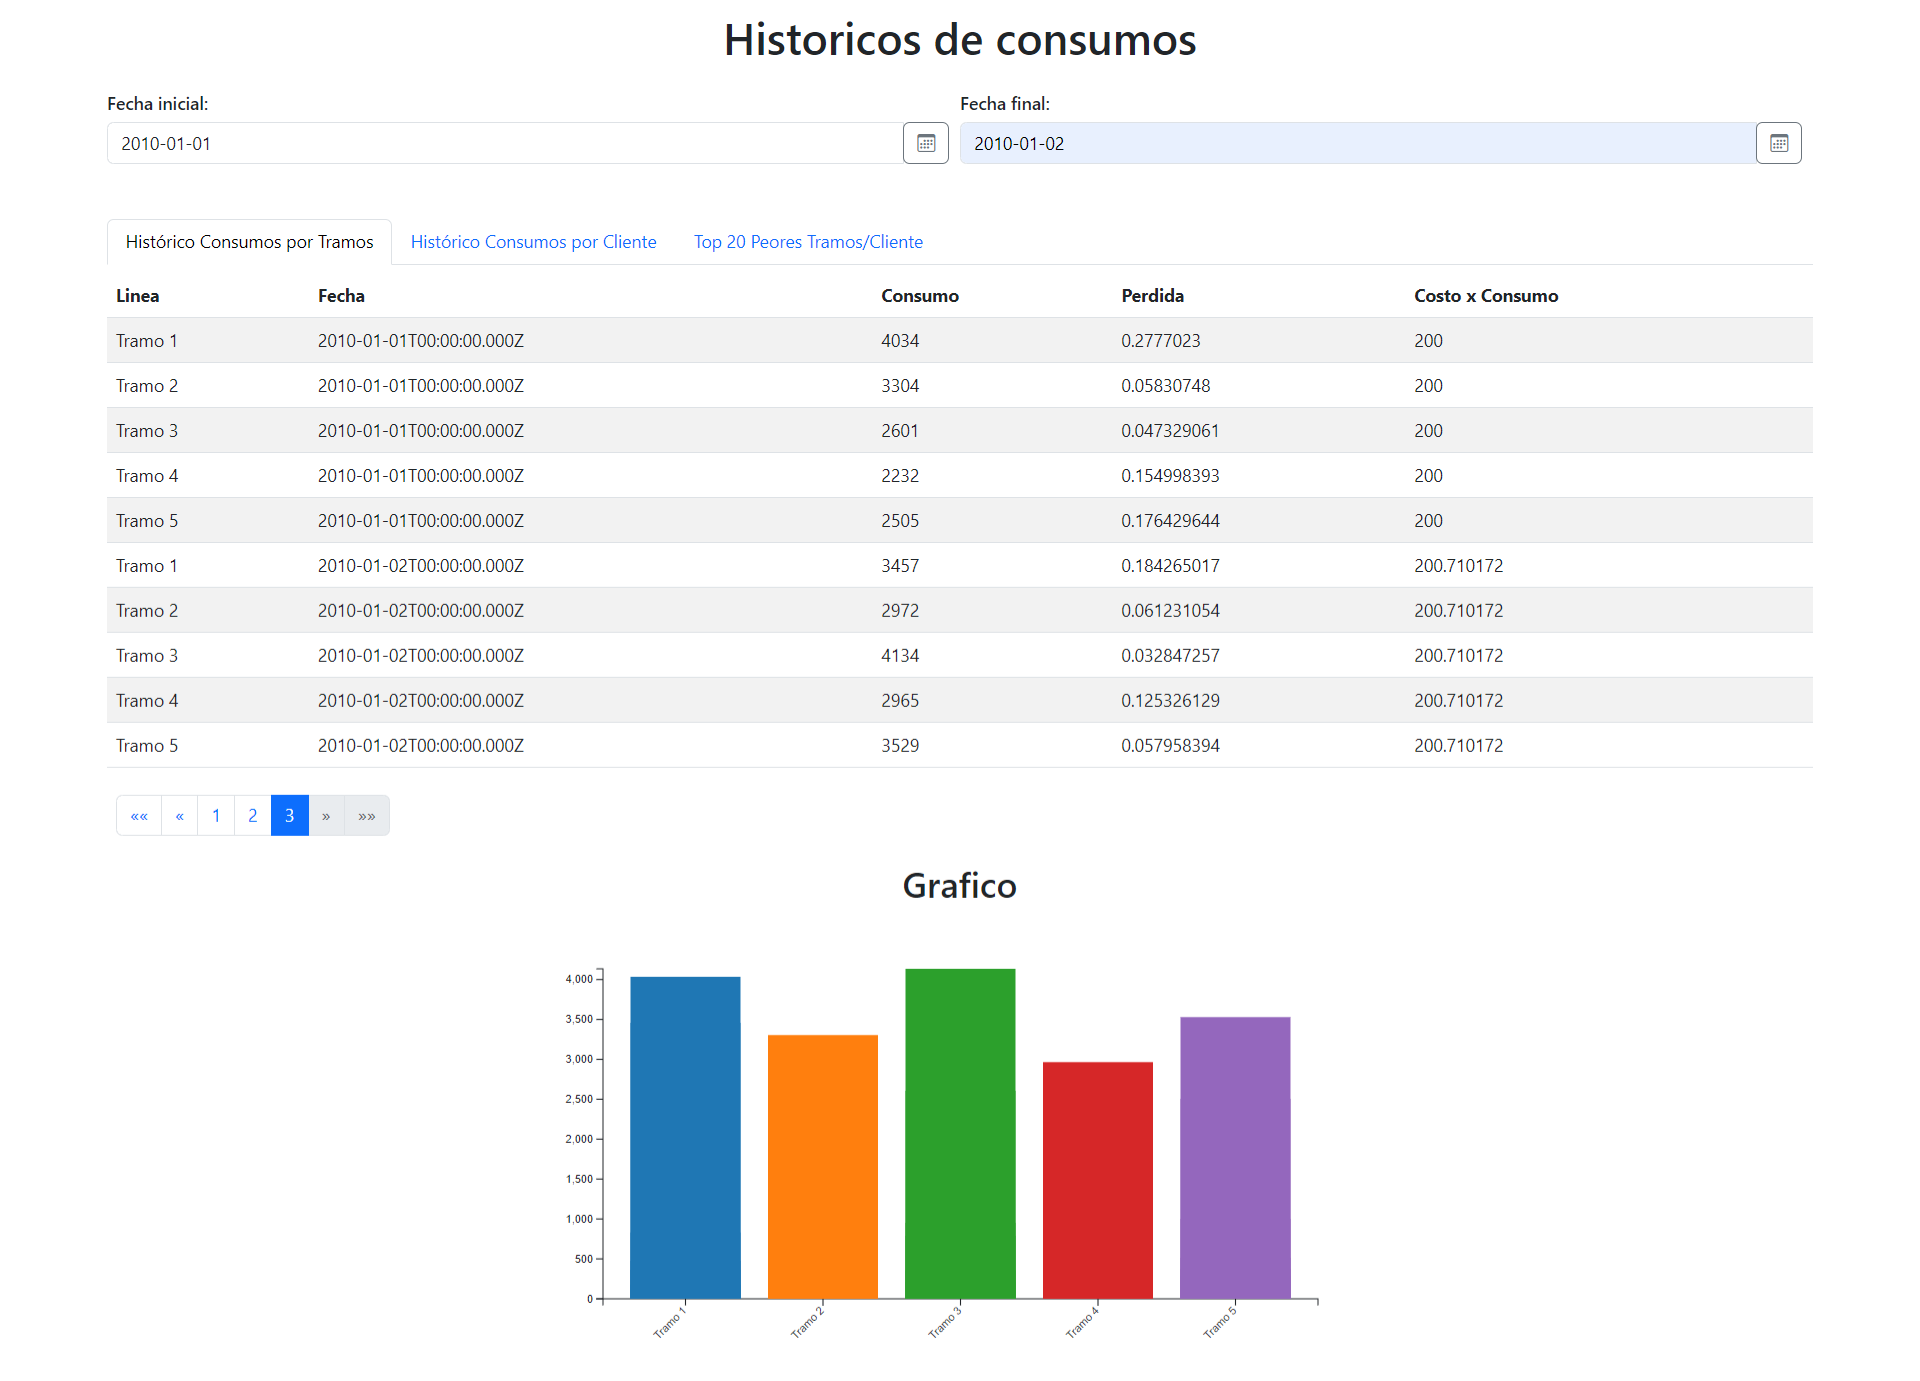 Historicos de consumos
Fecha inicial: Fecha final:
2010-01-01 2010-01-02
Histórico Consumos por Tramos Histórico Consumos por Cliente Top 20 Peores Tramos/Cliente
Linea Fecha Consumo Perdida Costo x Consumo
Tramo 1 2010-01-01T00:00:00.000Z 4034 0.2777023 200
Tramo 2 2010-01-01T00:00:00.000Z 3304 0.05830748 200
Tramo 3 2010-01-01T00:00:00.000Z 2601 0.047329061 200
Tramo 4 2010-01-01T00:00:00.000Z 2232 0.154998393 200
Tramo 5 2010-01-01T00:00:00.000Z 2505 0.176429644 200
Tramo 1 2010-01-02T00:00:00.000Z 3457 0.184265017 200.710172
Tramo 2 2010-01-02T00:00:00.000Z 2972 0.061231054 200.710172
Tramo 3 2010-01-02T00:00:00.000Z 4134 0.032847257 200.710172
Tramo 4 2010-01-02T00:00:00.000Z 2965 0.125326129 200.710172
Tramo 5 2010-01-02T00:00:00.000Z 3529 0.057958394 200.710172
«« « 1 2 3 » »»
Grafico
4,000
3,500
3,000
2,500
2,000
1,500
1,000
500
0
Tramo 1 Tramo 2 Tramo 3 Tramo 4 Tramo 5